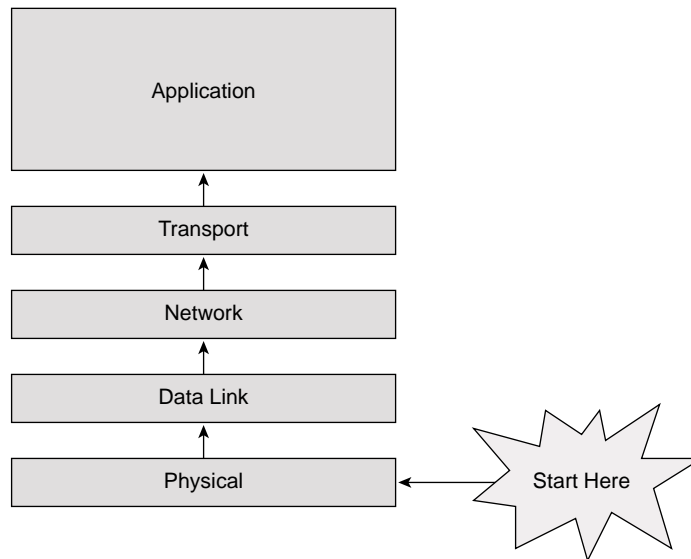 Application
Transport
Network
Data Link
Physical
Start Here